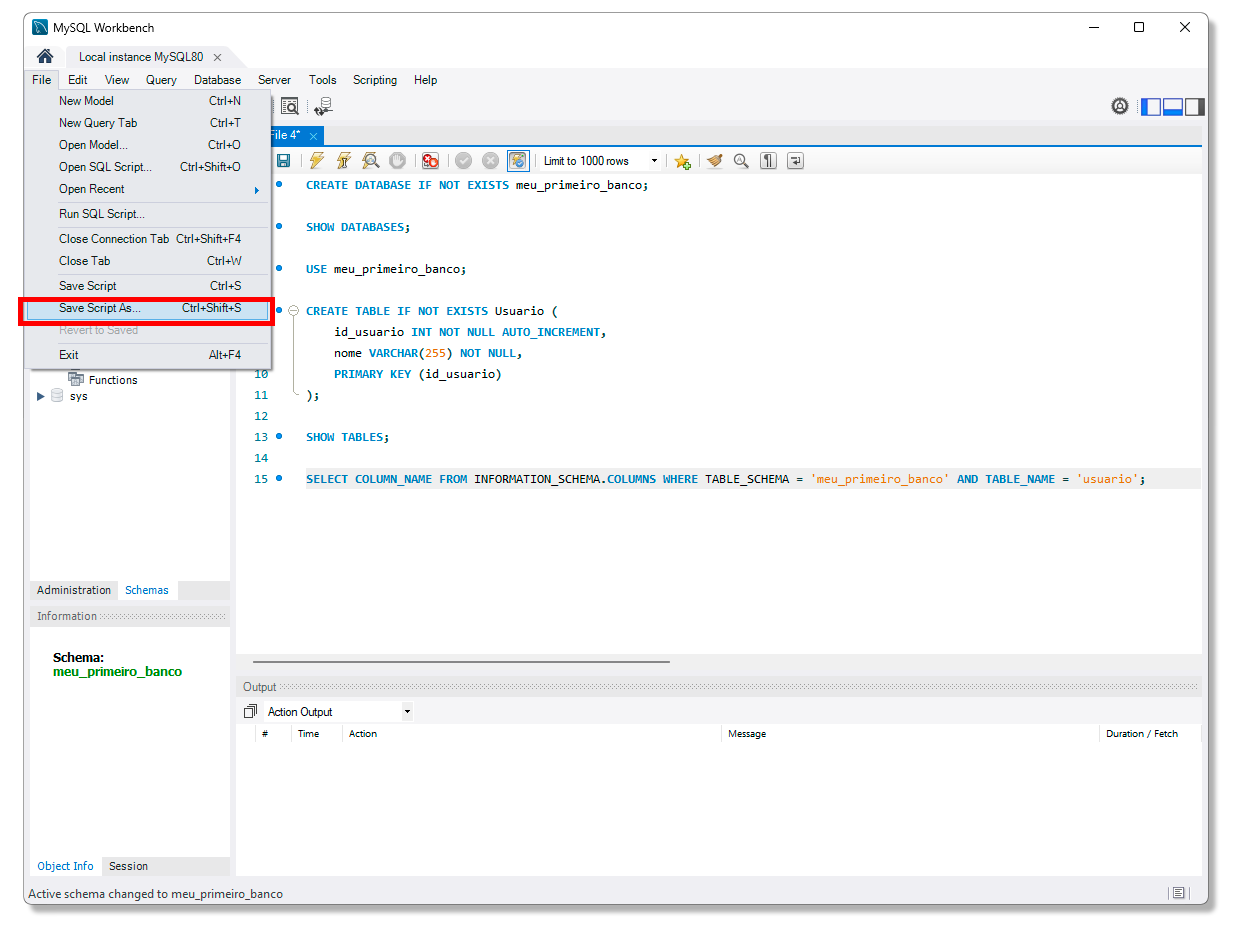 MySQL Workbench
Local instance MySQL80
File Edit View Query Database Server Tools Scripting Help
New Model Ctrl+N
New Query Tab Ctrl+T
Open Model... Ctrl+O
Open SQL Script... Ctrl+Shift+O
Open Recent
Run SQL Script...
Close Connection Tab Ctrl+Shift+F4
Close Tab Ctrl+W
Save Script Ctrl+S
Save Script As... Ctrl+Shift+S
Revert to Saved
Exit Alt+F4
Functions
sys
Administration Schemas
Information
Schema:
meu_primeiro_banco
Object Info Session
File 4*
Limit to 1000 rows
CREATE DATABASE IF NOT EXISTS meu_primeiro_banco;
SHOW DATABASES;
USE meu_primeiro_banco;
CREATE TABLE IF NOT EXISTS Usuario (
id_usuario INT NOT NULL AUTO_INCREMENT,
nome VARCHAR(255) NOT NULL,
10 PRIMARY KEY (id_usuario)
11 );
12
13 SHOW TABLES;
14
15 SELECT COLUMN_NAME FROM INFORMATION_SCHEMA.COLUMNS WHERE TABLE_SCHEMA = 'meu_primeiro_banco' AND TABLE_NAME = 'usuario';
Output
Action Output
# Time Action Message Duration / Fetch
Active schema changed to meu_primeiro_banco